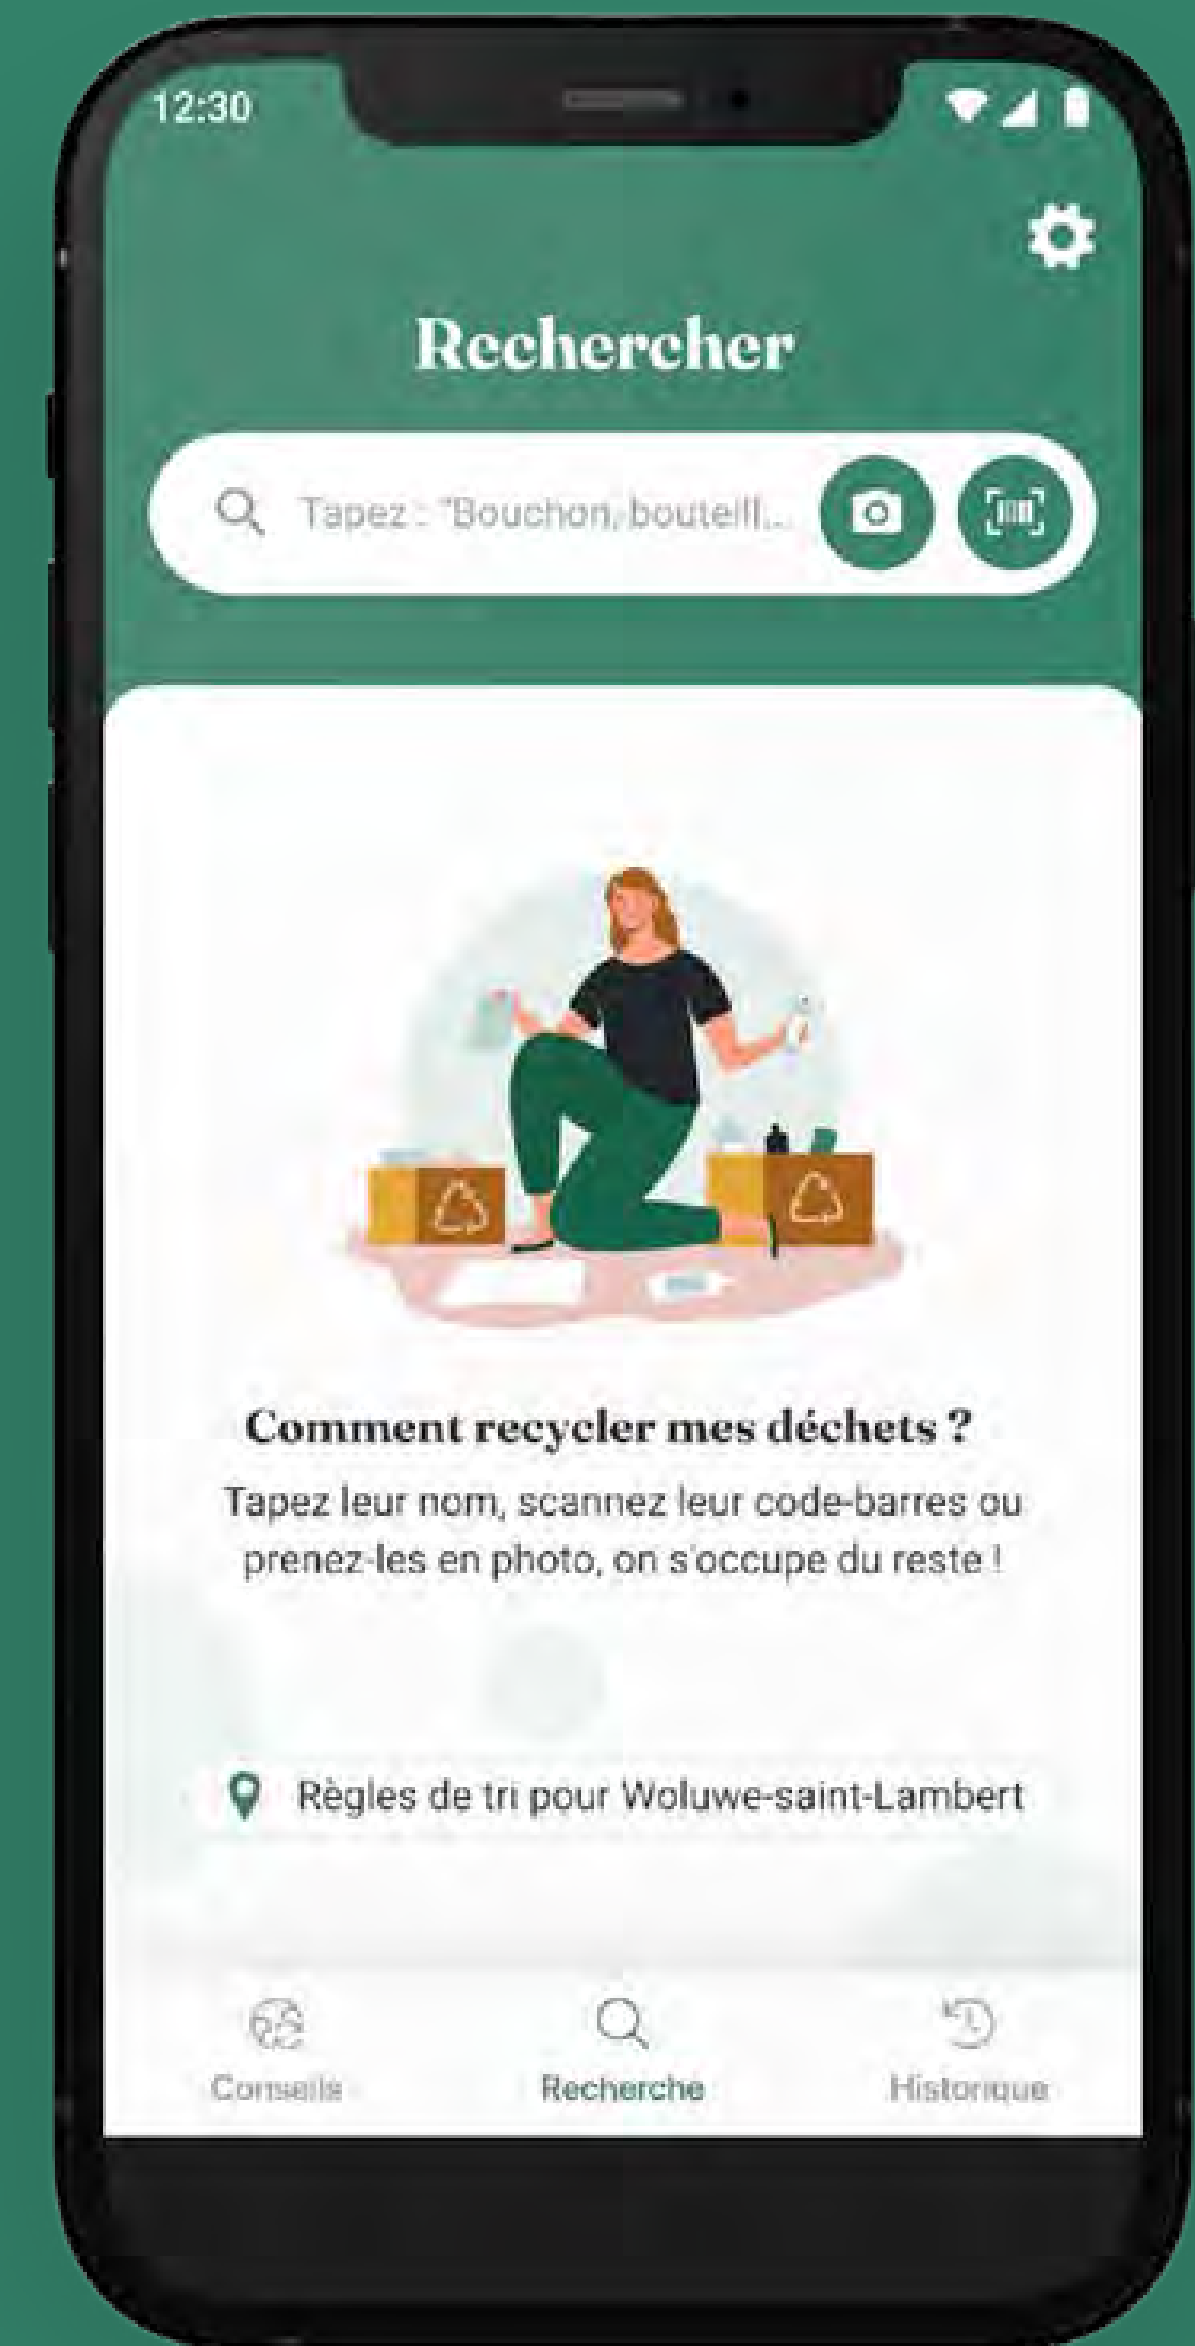 12:30
Rechercher
Tapez : "Bouchon, bouteill...
Comment recycler mes déchets ?
Tapez leur nom, scannez leur code-barres ou
prenez-les en photo, on s'occupe du reste !
Règles de tri pour Woluwe-saint-Lambert
Conseils
Recherche
Historique